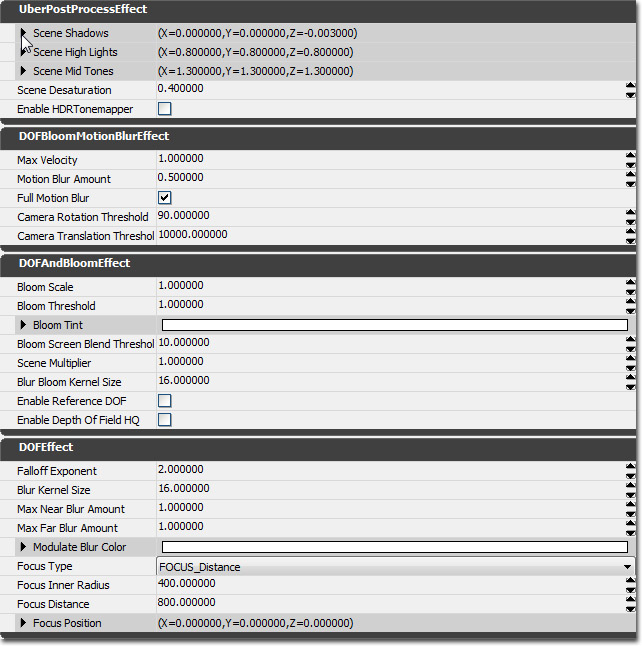 UberPostProcessEffect
Scene Shadows (X=0.000000,Y=0.000000,Z=-0.003000)
Scene High Lights (X=0.800000,Y=0.800000,Z=0.800000)
Scene Mid Tones (X=1.300000,Y=1.300000,Z=1.300000)
Scene Desaturation 0.400000
Enable HDRTonemapper
DOFBloomMotionBlurEffect
Max Velocity 1.000000
Motion Blur Amount 0.500000
Full Motion Blur
Camera Rotation Threshold 90.000000
Camera Translation Threshol 10000.000000
DOFAndBloomEffect
Bloom Scale 1.000000
Bloom Threshold 1.000000
Bloom Tint
Bloom Screen Blend Threshol 10.000000
Scene Multiplier 1.000000
Blur Bloom Kernel Size 16.000000
Enable Reference DOF
Enable Depth Of Field HQ
DOFEffect
Falloff Exponent 2.000000
Blur Kernel Size 16.000000
Max Near Blur Amount 1.000000
Max Far Blur Amount 1.000000
Modulate Blur Color
Focus Type FOCUS_Distance
Focus Inner Radius 400.000000
Focus Distance 800.000000
Focus Position (X=0.000000,Y=0.000000,Z=0.000000)